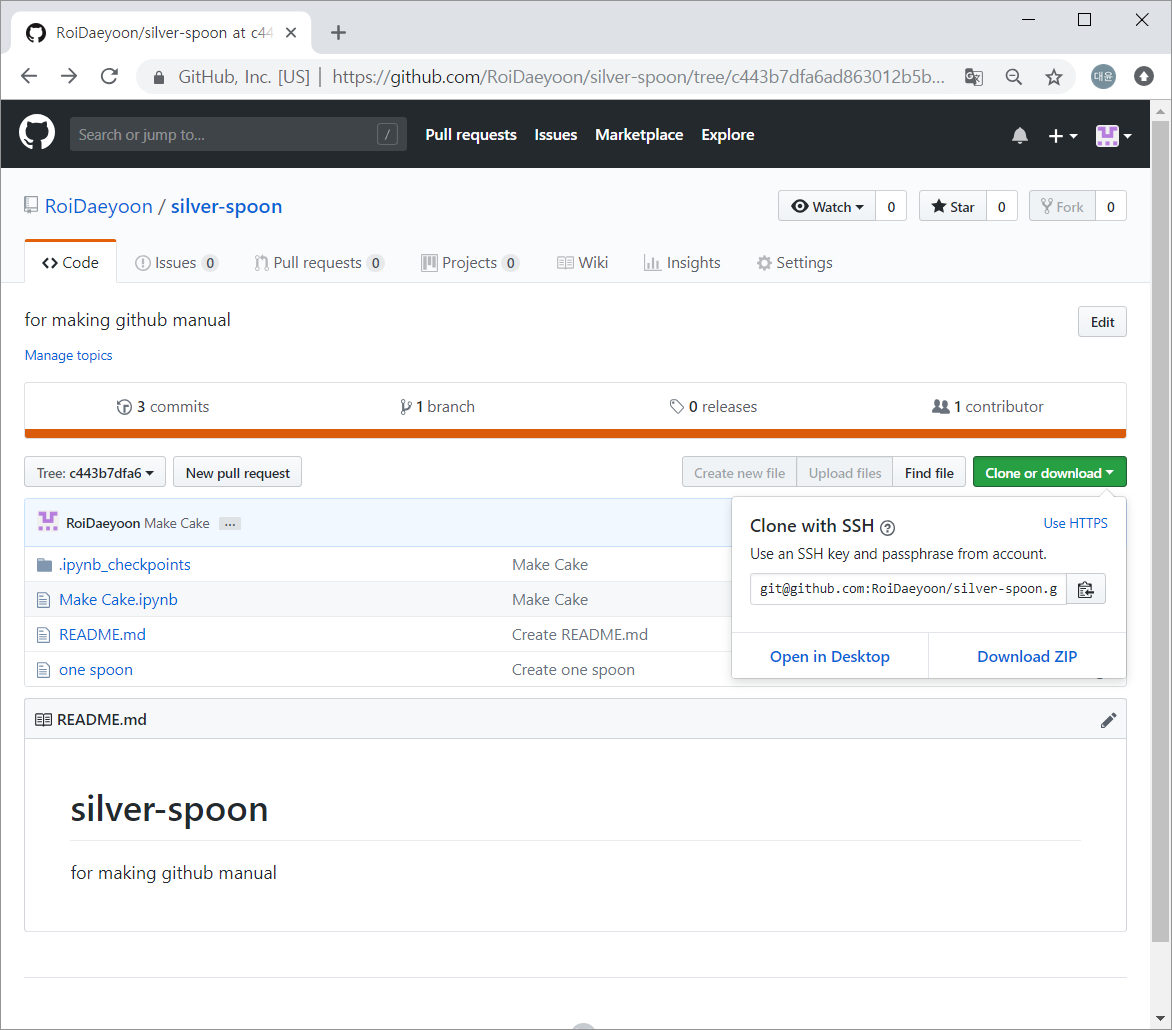 RoiDaeyoon/silver-spoon at c44
GitHub, Inc. [US] | https://github.com/RoiDaeyoon/silver-spoon/tree/c443b7dfa6ad863012b5b... 대윤
Search or jump to... / Pull requests Issues Marketplace Explore
RoiDaeyoon / silver-spoon Watch 0 Star 0 Fork 0
Code Issues 0 Pull requests 0 Projects 0 Wiki Insights Settings
for making github manual Edit
Manage topics
3 commits 1 branch 0 releases 1 contributor
Tree: c443b7dfa6 New pull request Create new file Upload files Find file Clone or download
RoiDaeyoon Make Cake ...
Clone with SSH ? Use HTTPS
Use an SSH key and passphrase from account.
git@github.com:RoiDaeyoon/silver-spoon.g
Open in Desktop Download ZIP
.ipynb_checkpoints Make Cake
Make Cake.ipynb Make Cake
README.md Create README.md
one spoon Create one spoon
README.md
silver-spoon
for making github manual